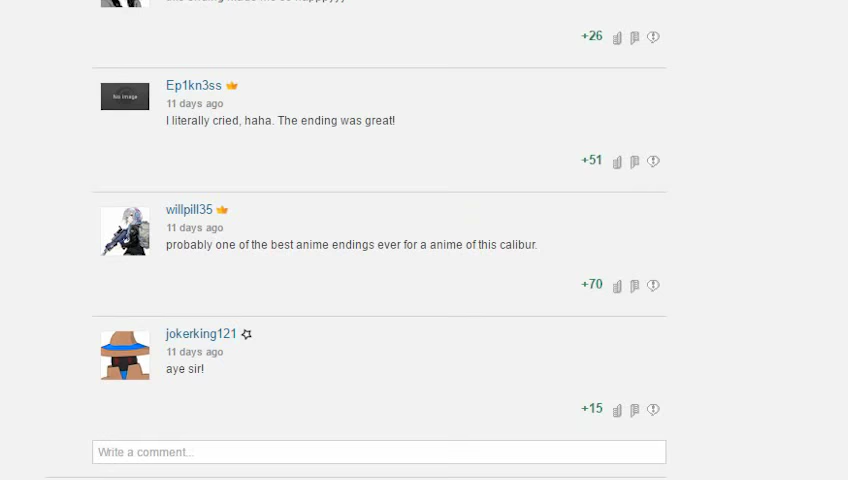 +26
Ep1kn3ss
11 days ago
I literally cried, haha. The ending was great!
+51
willpill35
11 days ago
probably one of the best anime endings ever for a anime of this calibur.
+70
jokerking121
11 days ago
aye sir!
+15
Write a comment...